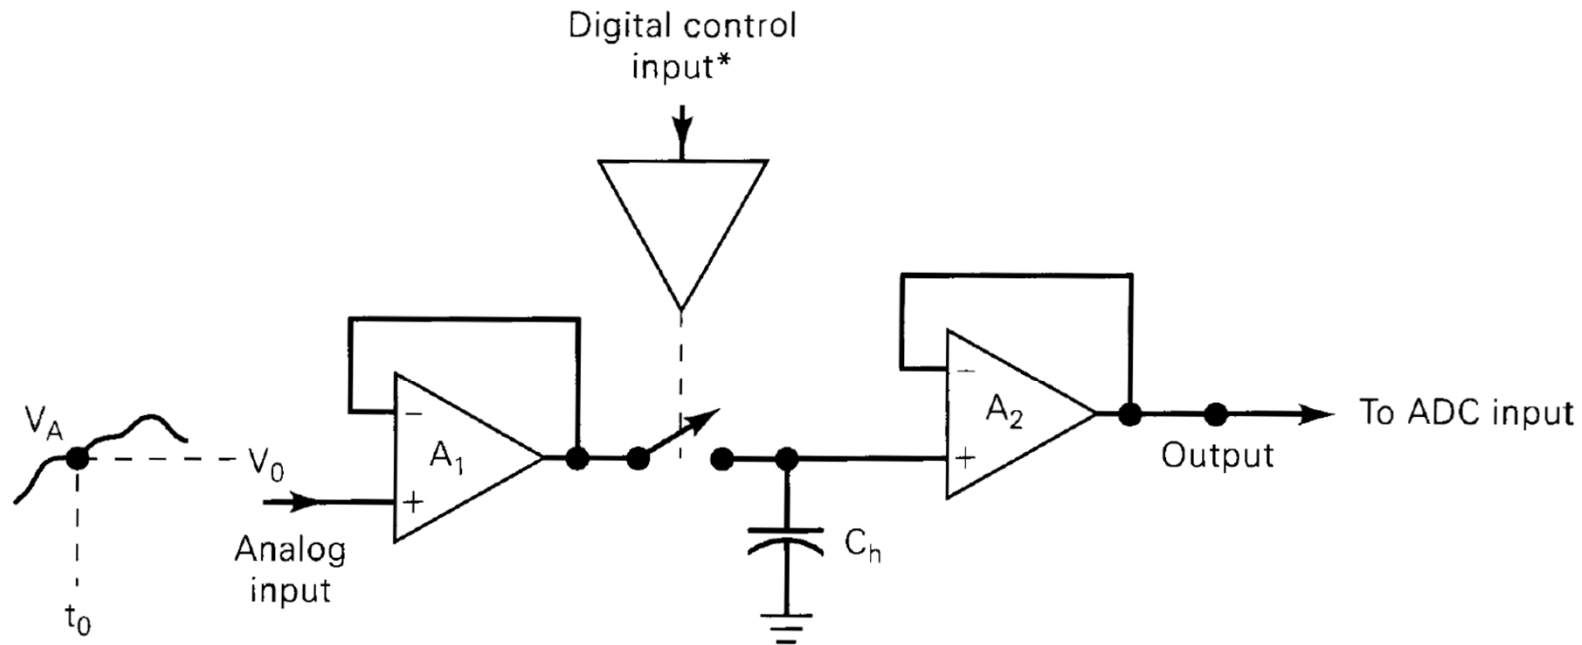 Digital control
input*
V_A
V_0
t_0
Analog
input
−
A_1
+
C_h
−
A_2
+
Output
To ADC input